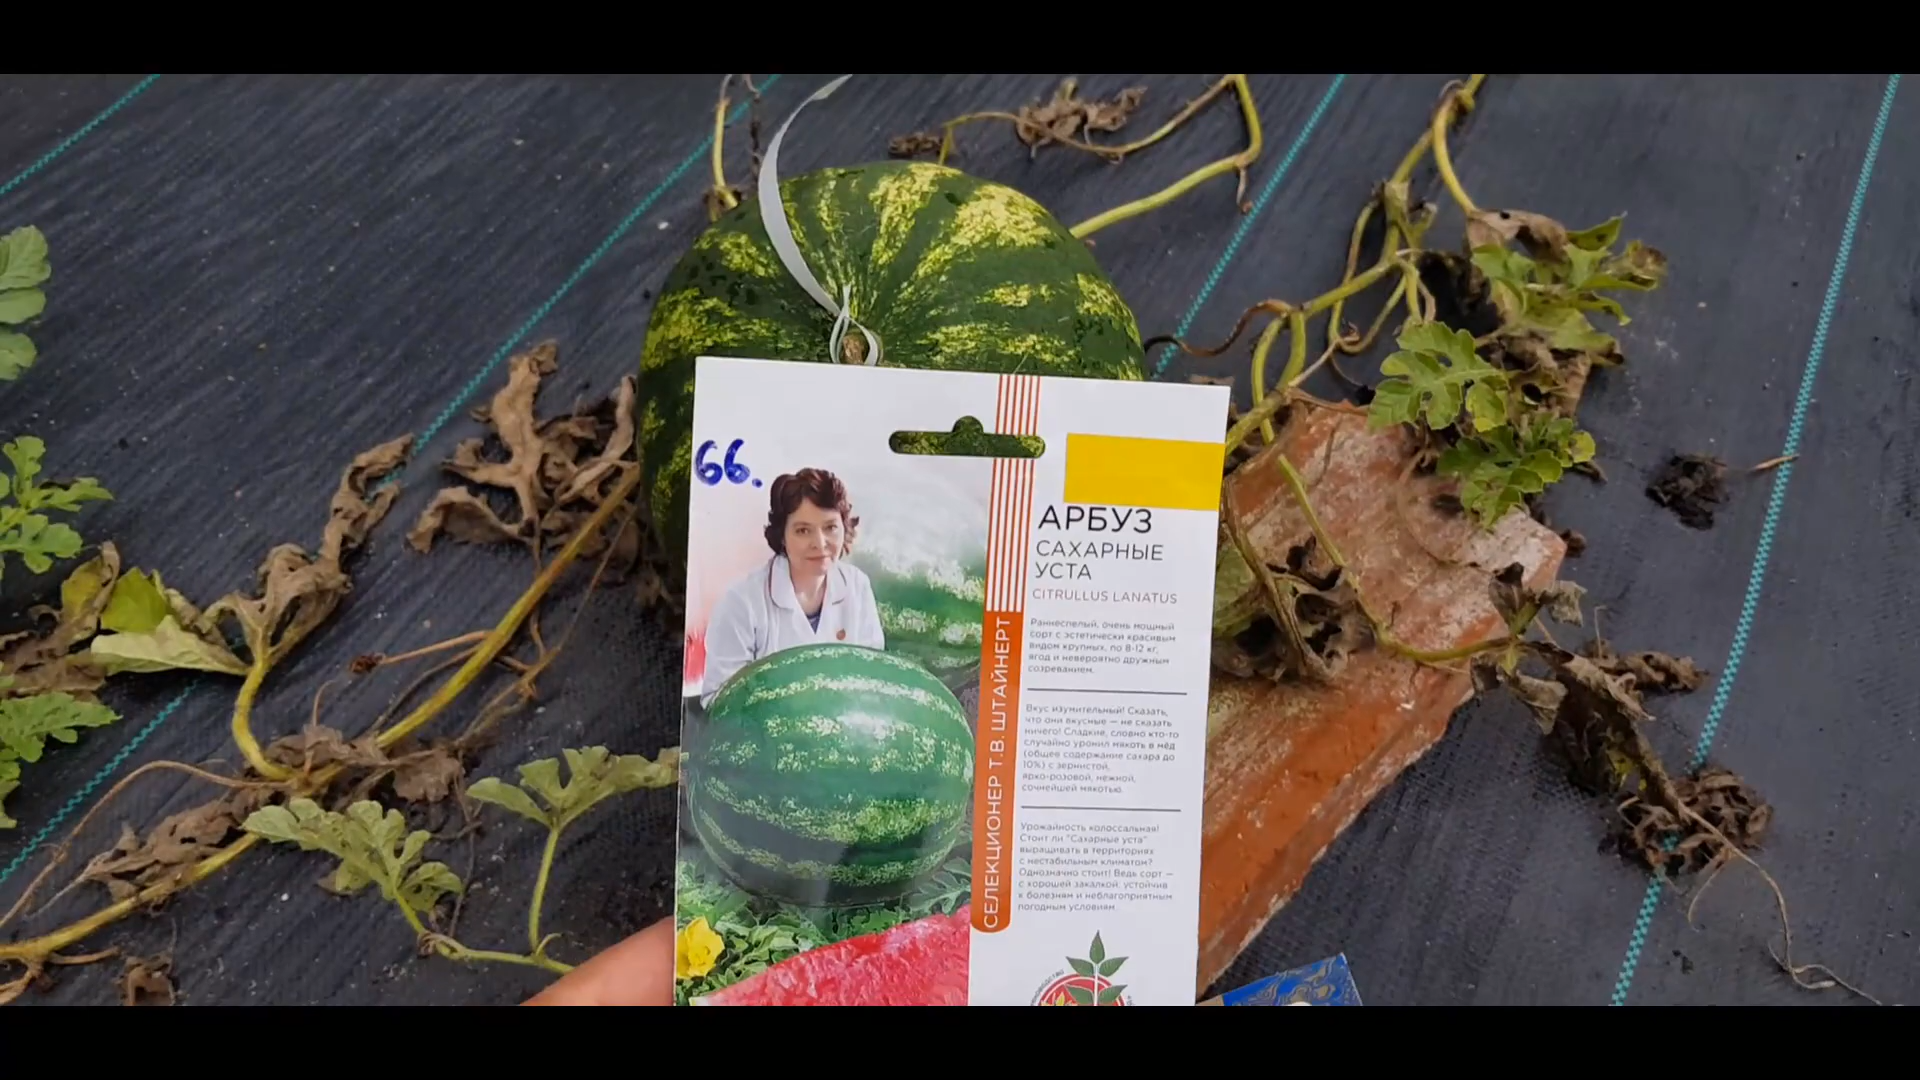 66.
АРБУЗ
САХАРНЫЕ
УСТА
CITRULLUS LANATUS
Раннеспелый, очень мощный
сорт с эстетически красивым
видом крупных, по 8-12 кг,
ягод и невероятно дружным
созреванием.
Вкус изумительный! Сказать,
что они вкусные — не сказать
ничего! Сладкие, словно кто-то
случайно уронил мякоть в мёд
(общее содержание сахара до
10%) с зернистой,
ярко-розовой, нежной,
сочнейшей мякотью.
Урожайность колоссальная!
Стоит ли "Сахарные уста"
выращивать в территориях
с нестабильным климатом?
Однозначно стоит! Ведь сорт —
с хорошей закалкой, устойчив
к болезням и неблагоприятным
погодным условиям.
СЕЛЕКЦИОНЕР Т.В. ШТАЙНЕРТ